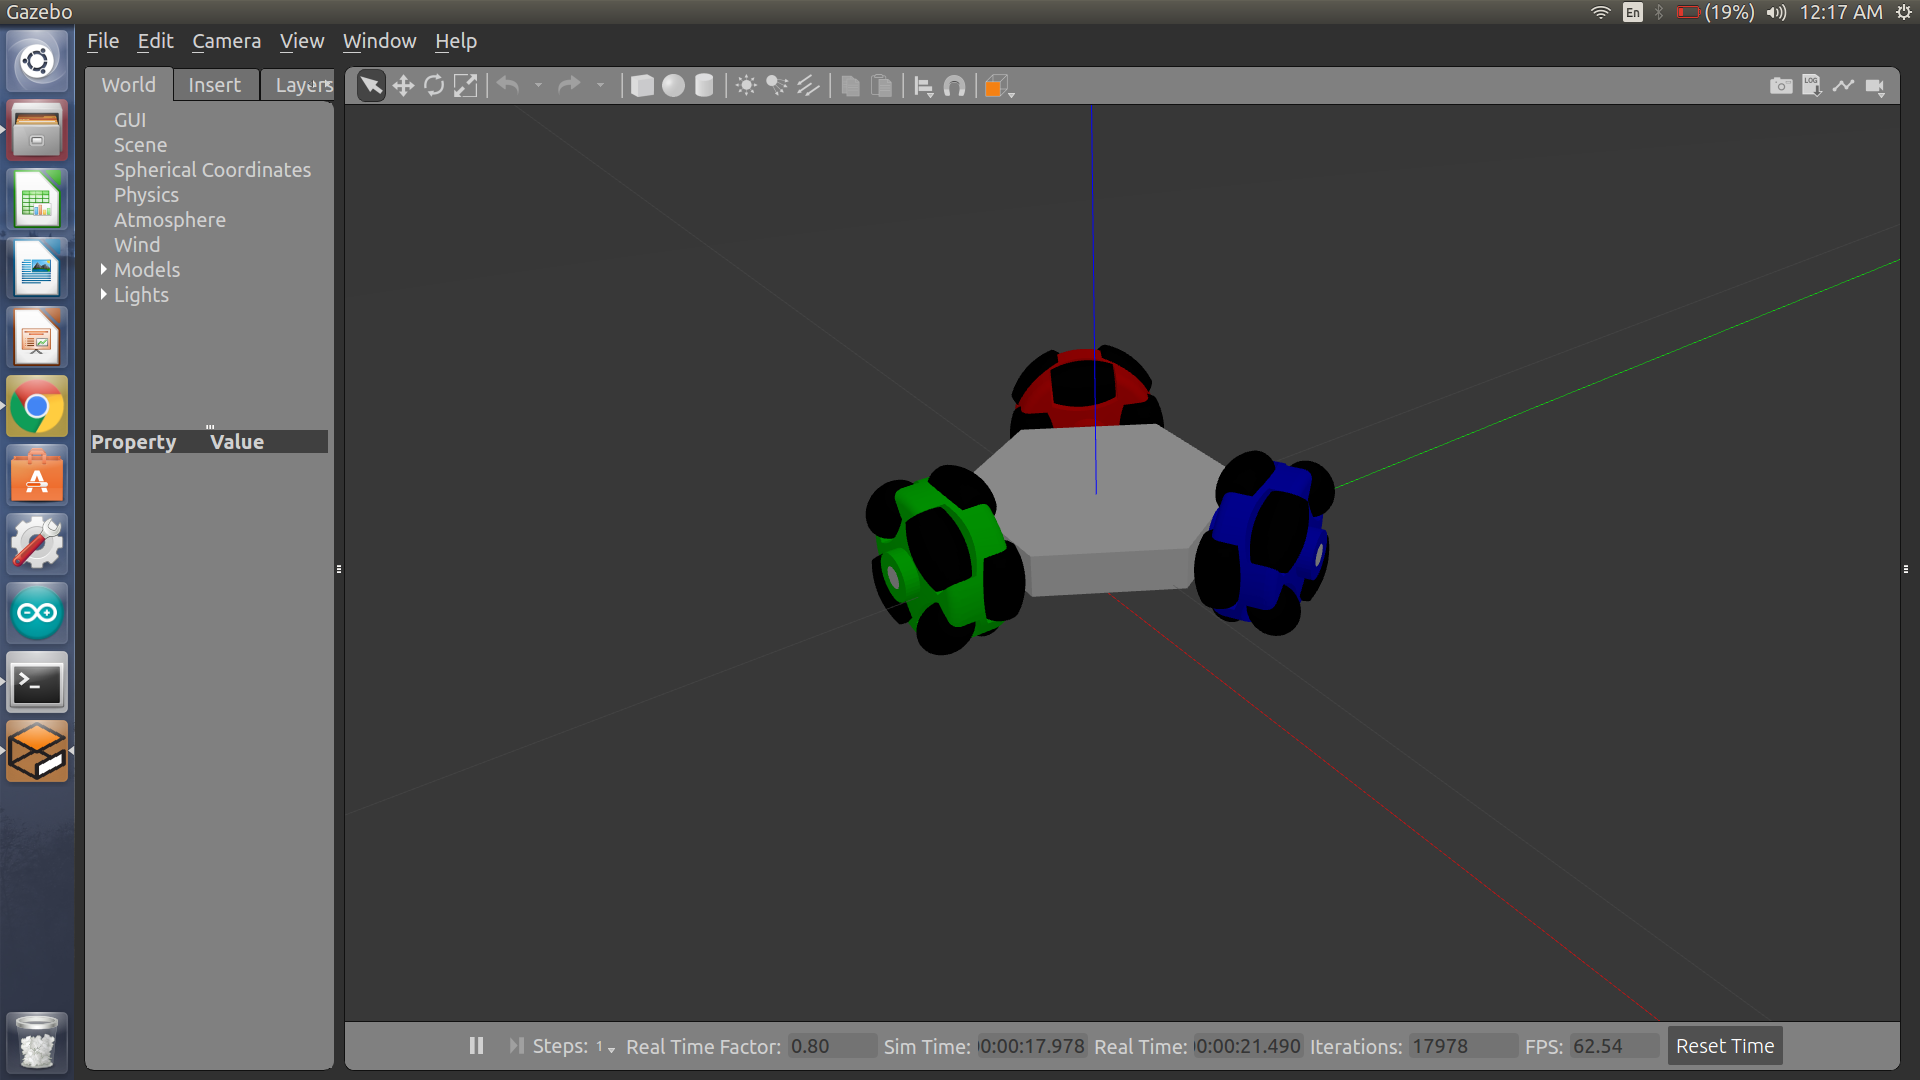 Gazebo
En (19%) 12:17 AM
File Edit Camera View Window Help
World Insert Layers
LOG
GUI
Scene
Spherical Coordinates
Physics
Atmosphere
Wind
Models
Lights
Property Value
Steps: 1 Real Time Factor: 0.80 Sim Time: 0:00:17.978 Real Time: 0:00:21.490 Iterations: 17978 FPS: 62.54 Reset Time